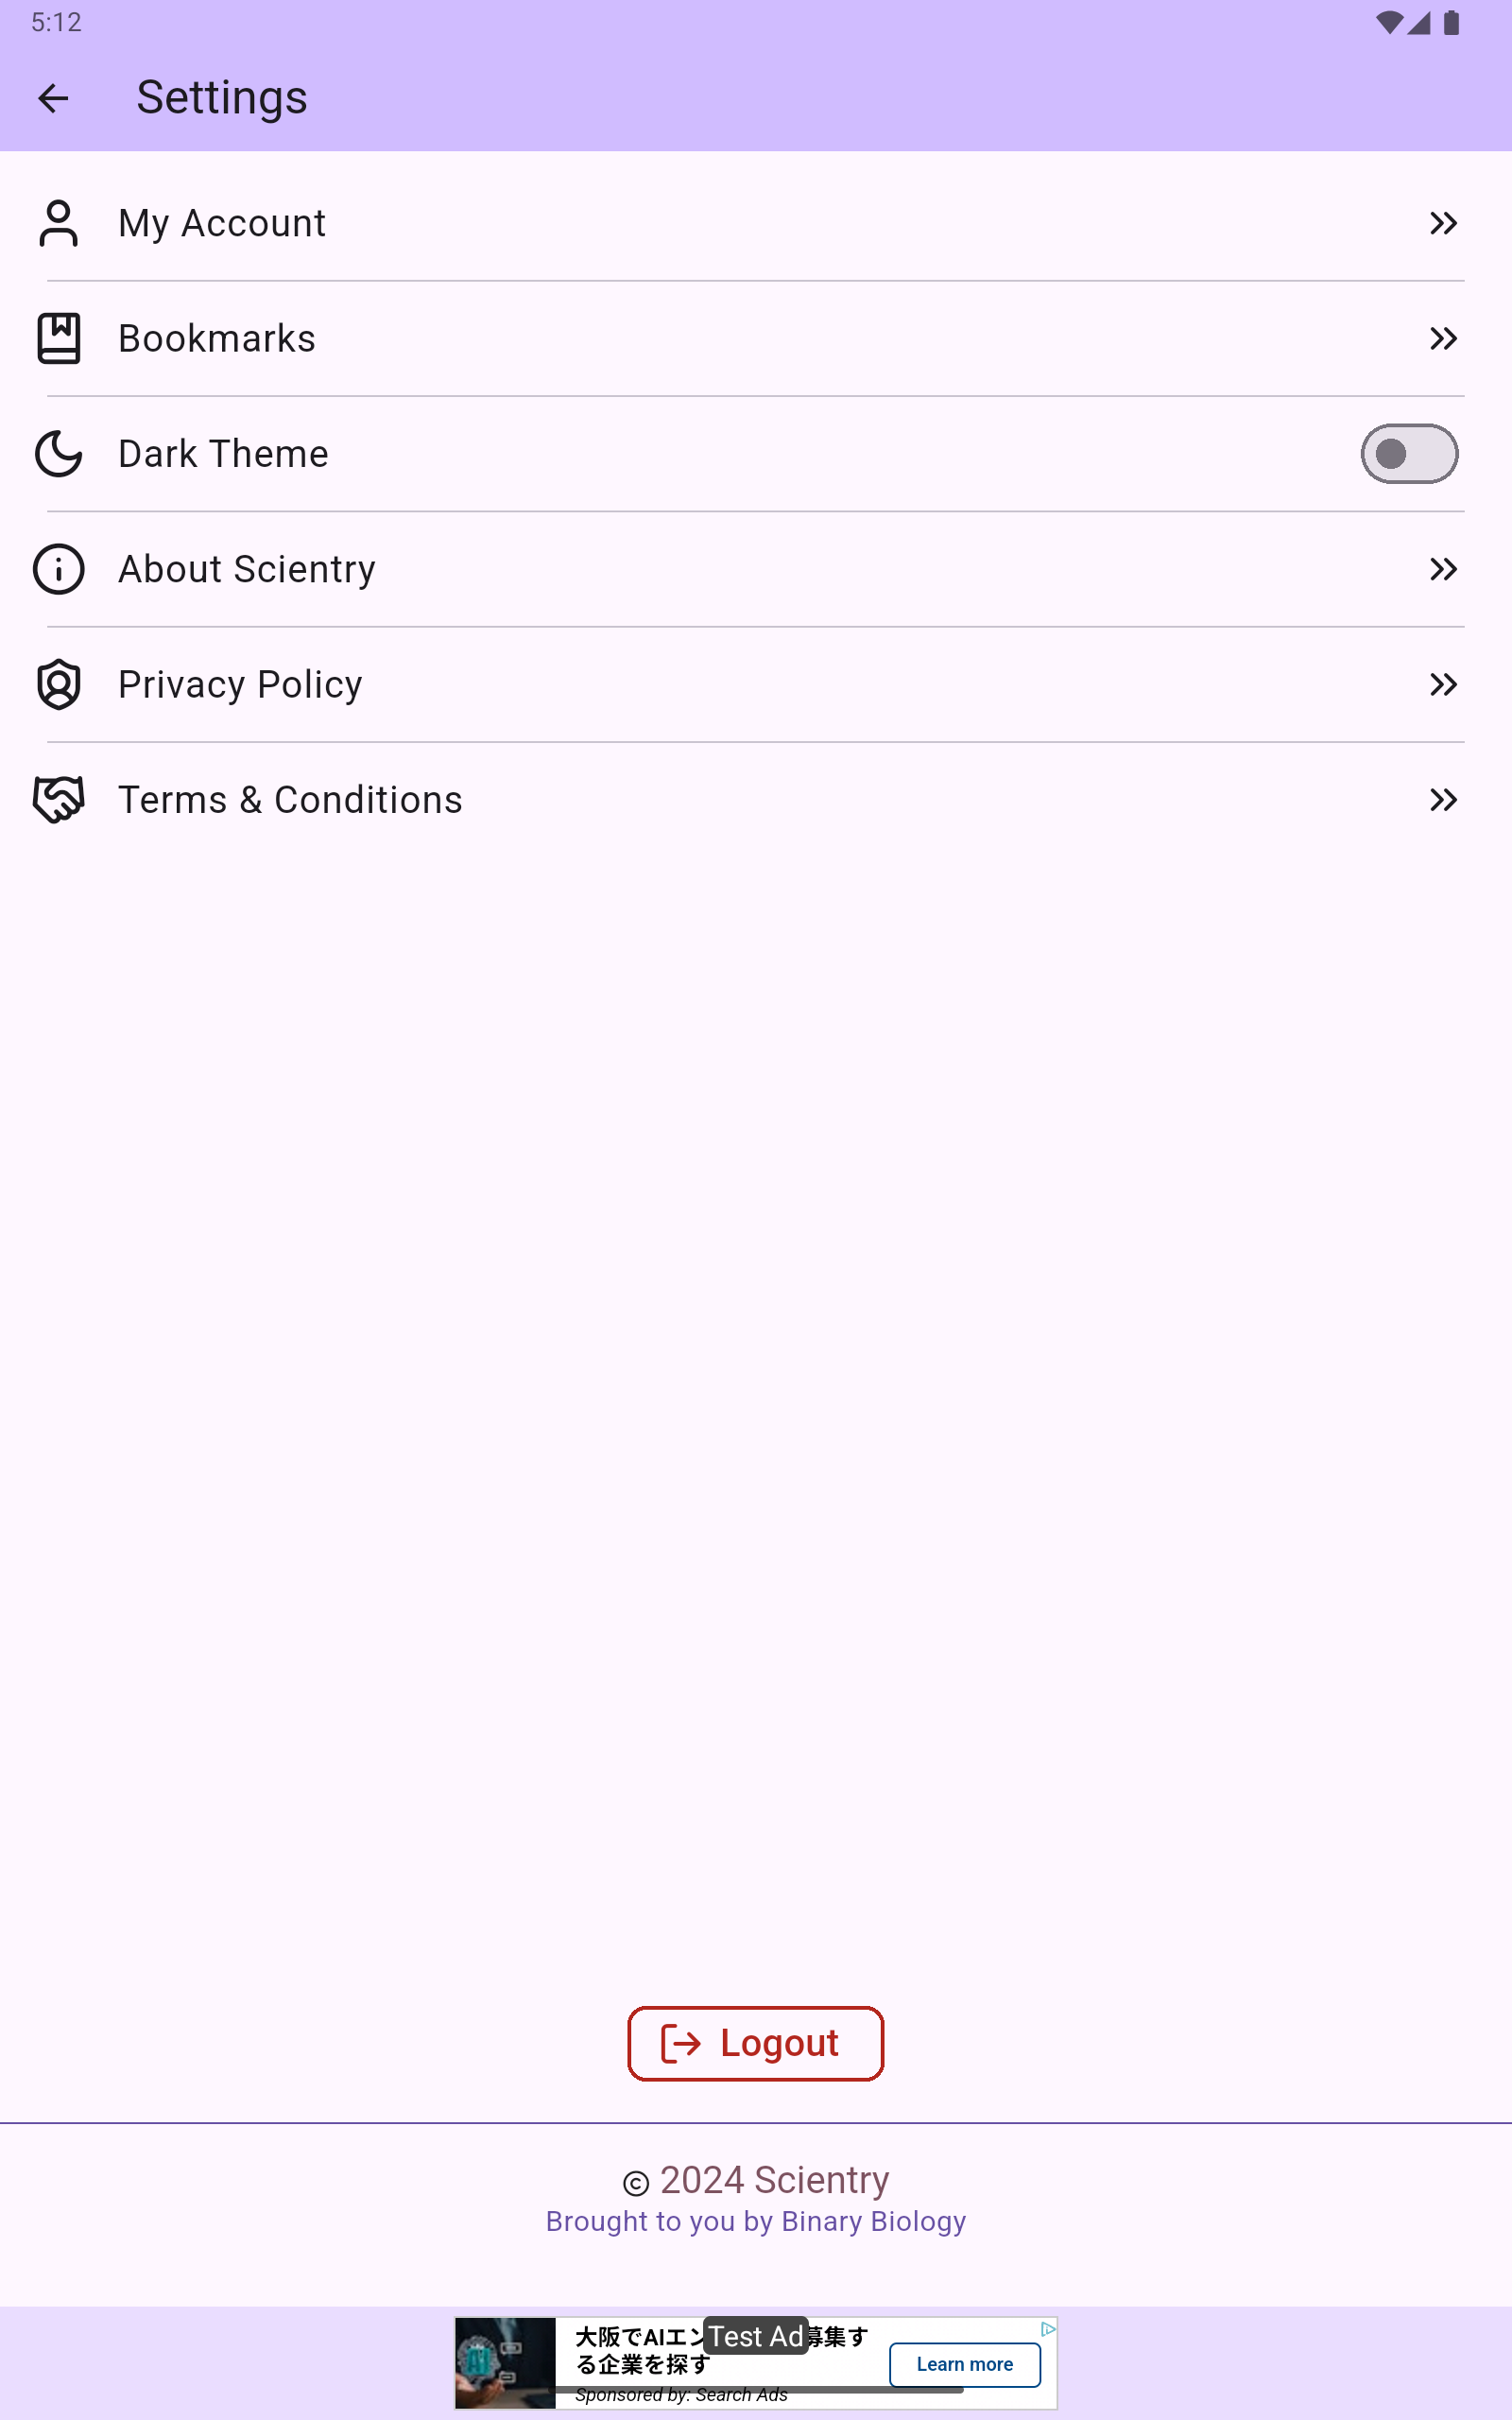 5:12
Settings
My Account
Bookmarks
Dark Theme
About Scientry
Privacy Policy
Terms & Conditions
Logout
© 2024 Scientry
Brought to you by Binary Biology
Test Ad
大阪でAIエン 募集す
る企業を探す
Learn more
Sponsored by: Search Ads